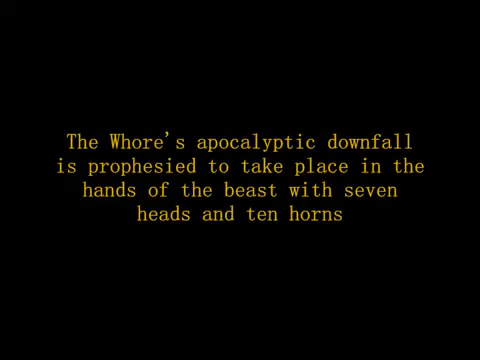 The Whore's apocalyptic downfall
is prophesied to take place in the
hands of the beast with seven
heads and ten horns